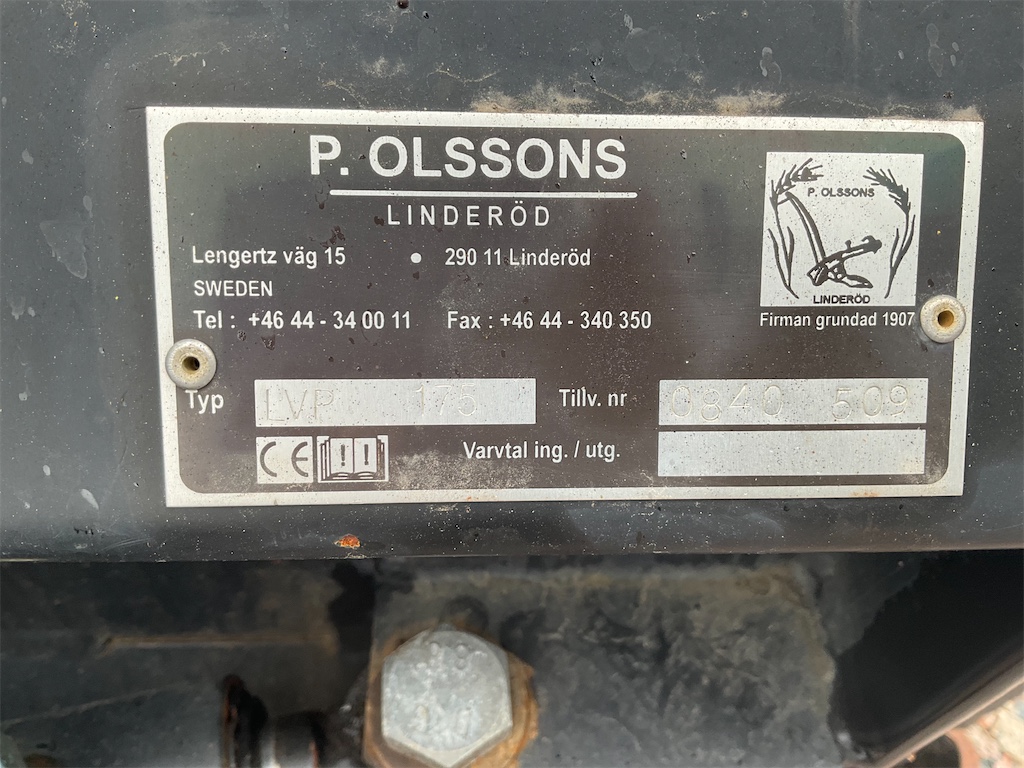 P. OLSSONS
LINDERÖD
Lengertz väg 15 • 290 11 Linderöd
SWEDEN
Tel : +46 44 - 34 00 11 Fax : +46 44 - 340 350
P. OLSSONS
LINDERÖD
Firman grundad 1907
Typ LVP 175 Tillv. nr 0840 509
CE !! Varvtal ing. / utg.